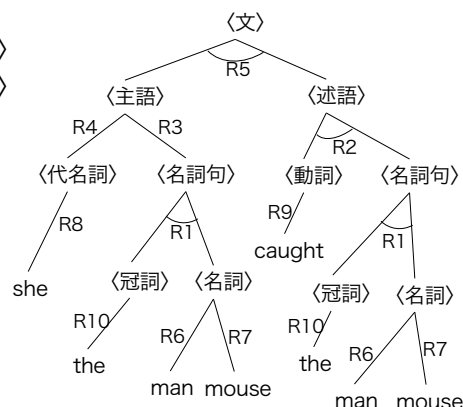 〈文〉
〉
R5
〉
〈主語〉 〈述語〉
R4 R3 R2
〈代名詞〉 〈名詞句〉 〈動詞〉 〈名詞句〉
R8 R1 R9 R1
caught
she 〈冠詞〉 〈名詞〉 〈冠詞〉 〈名詞〉
R10 R6 R7 R10
the the R6 R7
man mouse
man mouse